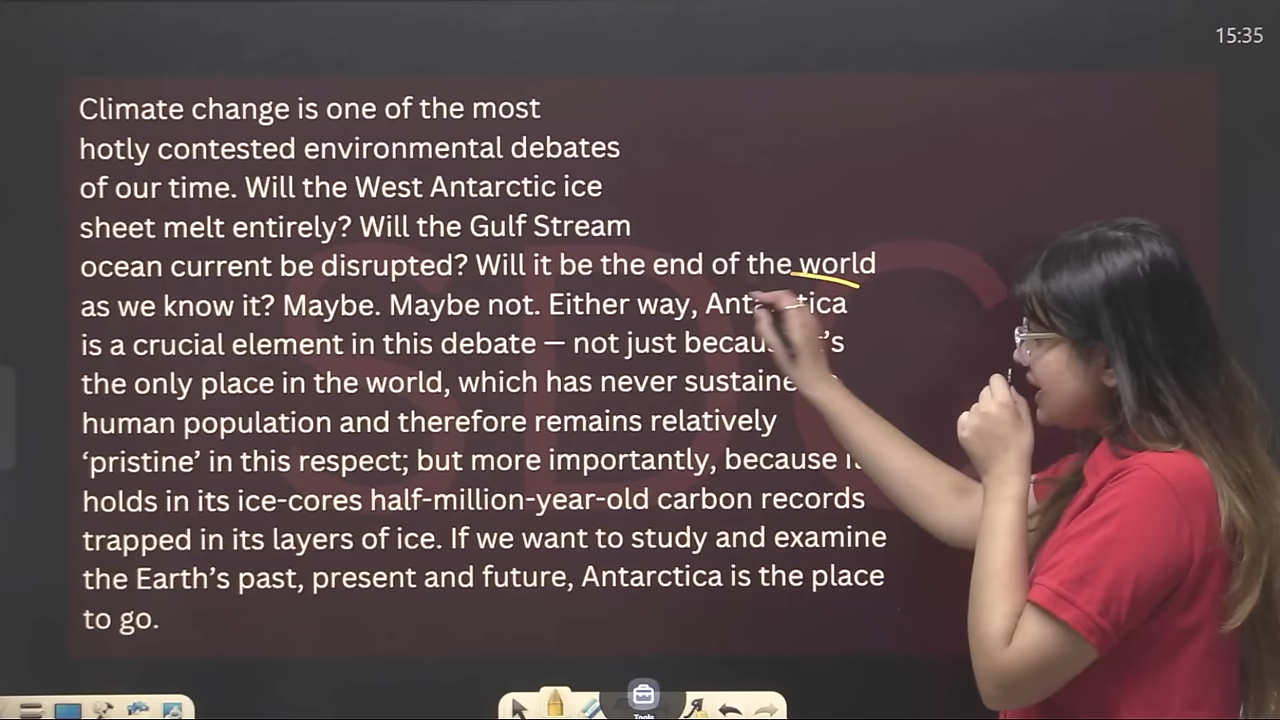 15:35
Climate change is one of the most
hotly contested environmental debates
of our time. Will the West Antarctic ice
sheet melt entirely? Will the Gulf Stream
ocean current be disrupted? Will it be the end of the world
as we know it? Maybe. Maybe not. Either way,
is a crucial element in this debate — not just
the only place in the world, which has never
human population and therefore remains relatively
‘pristine’ in this respect; but more importantly, because
holds in its ice-cores half-million-year-old carbon records
trapped in its layers of ice. If we want to study and examine
the Earth’s past, present and future, Antarctica is the place
to go.
SDC
Tools